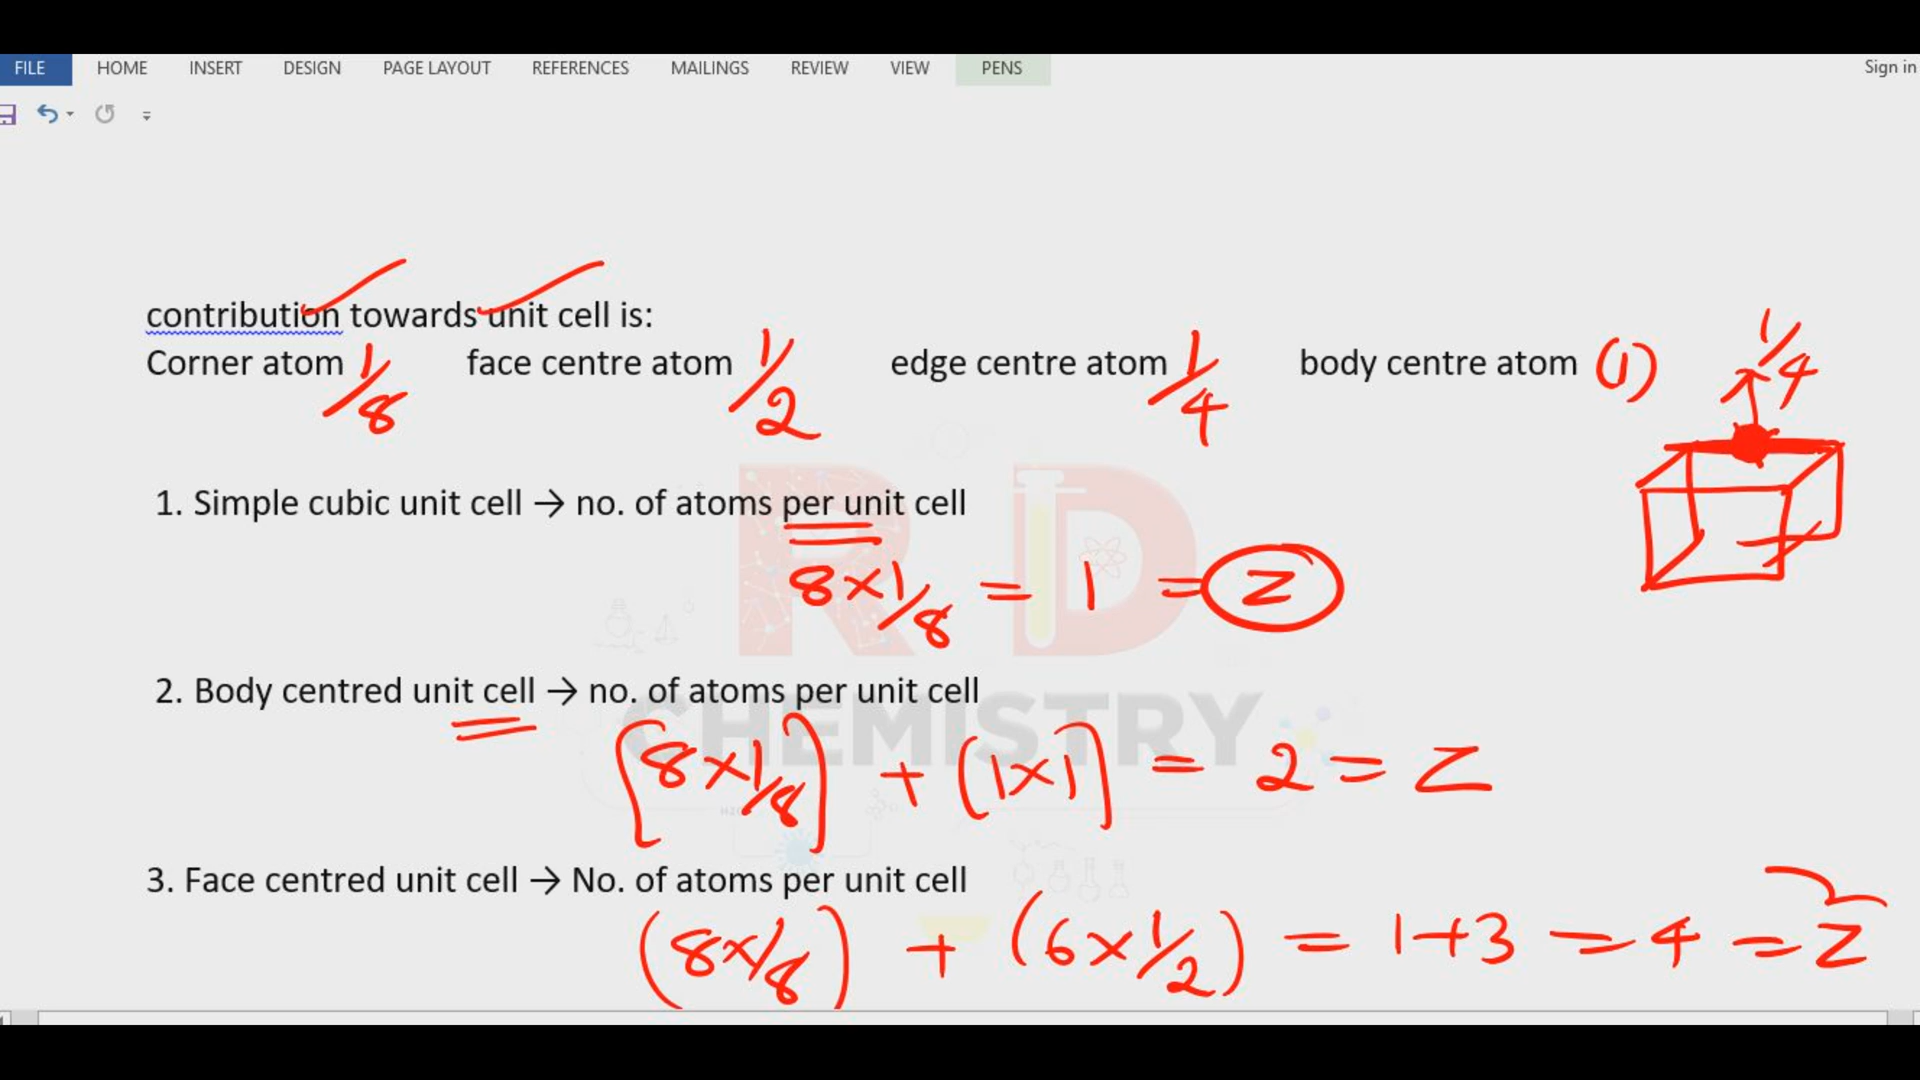 FILE HOME INSERT DESIGN PAGE LAYOUT REFERENCES MAILINGS REVIEW VIEW PENS Sign in
contribution towards unit cell is:
Corner atom 1/8 face centre atom 1/2 edge centre atom 1/4 body centre atom (1)
1/4
1. Simple cubic unit cell → no. of atoms per unit cell
8×1/8 = 1 = Z
2. Body centred unit cell → no. of atoms per unit cell
[8×1/8] + (1×1] = 2 = Z
3. Face centred unit cell → No. of atoms per unit cell
(8×1/8) + (6×1/2) = 1+3 = 4 = Z
RD
CHEMISTRY